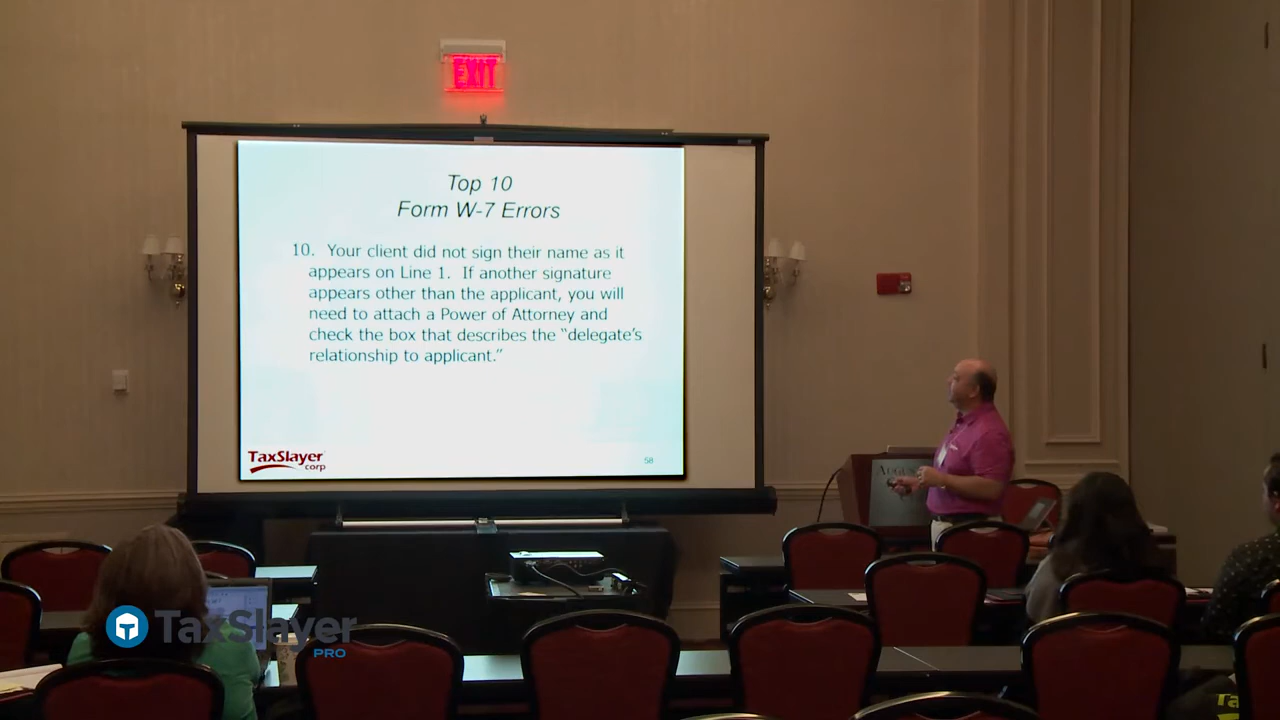 EXIT
Top 10
Form W-7 Errors
10. Your client did not sign their name as it
appears on Line 1. If another signature
appears other than the applicant, you will
need to attach a Power of Attorney and
check the box that describes the “delegate’s
relationship to applicant.”
TaxSlayer
corp
58
TaxSlayer
PRO